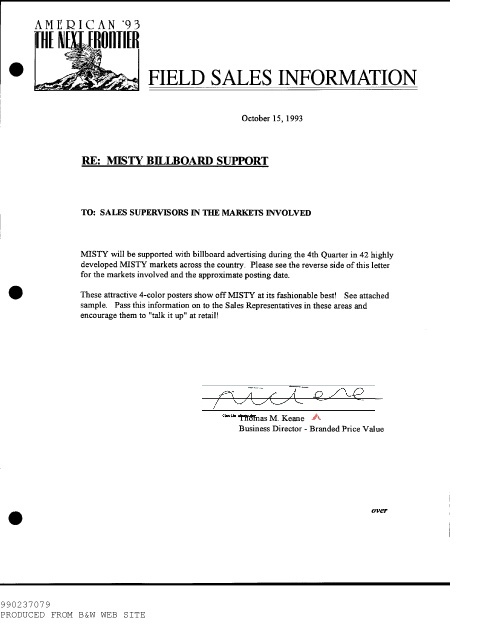 AMERICAN '93
THE NEXT FRONTIER
FIELD SALES INFORMATION
October 15, 1993
RE: MISTY BILLBOARD SUPPORT
TO: SALES SUPERVISORS IN THE MARKETS INVOLVED
MISTY will be supported with billboard advertising during the 4th Quarter in 42 highly
developed MISTY markets across the country. Please see the reverse side of this letter
for the markets involved and the approximate posting date.
These attractive 4-color posters show off MISTY at its fashionable best! See attached
sample. Pass this information on to the Sales Representatives in these areas and
encourage them to "talk it up" at retail!
Thomas M. Keane
Business Director - Branded Price Value
over
990237079
PRODUCED FROM B&W WEB SITE